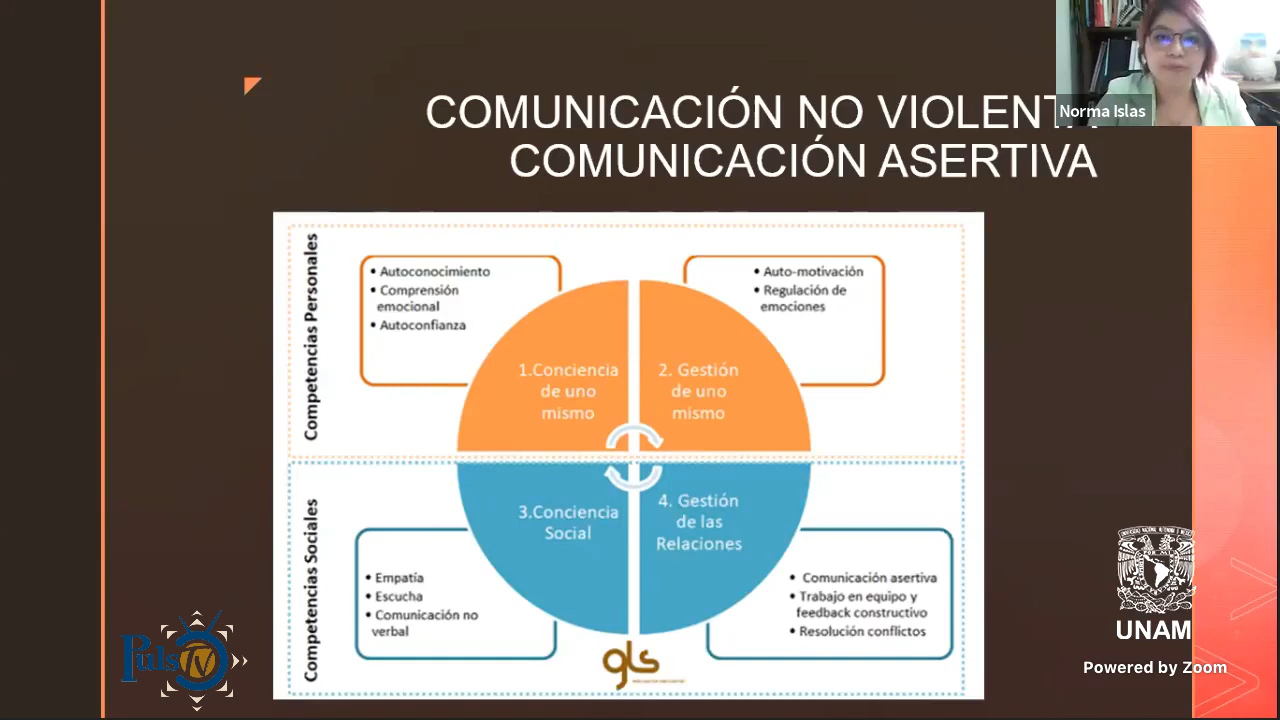 COMUNICACIÓN NO VIOLENTA
COMUNICACIÓN ASERTIVA
Norma Islas
Competencias Personales
• Autoconocimiento
• Comprensión
emocional
• Autoconfianza
• Auto-motivación
• Regulación de
emociones
1.Conciencia
de uno
mismo
2. Gestión
de uno
mismo
Competencias Sociales
3.Conciencia
Social
4. Gestión
de las
Relaciones
• Empatía
• Escucha
• Comunicación no
verbal
• Comunicación asertiva
• Trabajo en equipo y
feedback constructivo
• Resolución conflictos
gls
PulsoTV
UNAM
Powered by Zoom